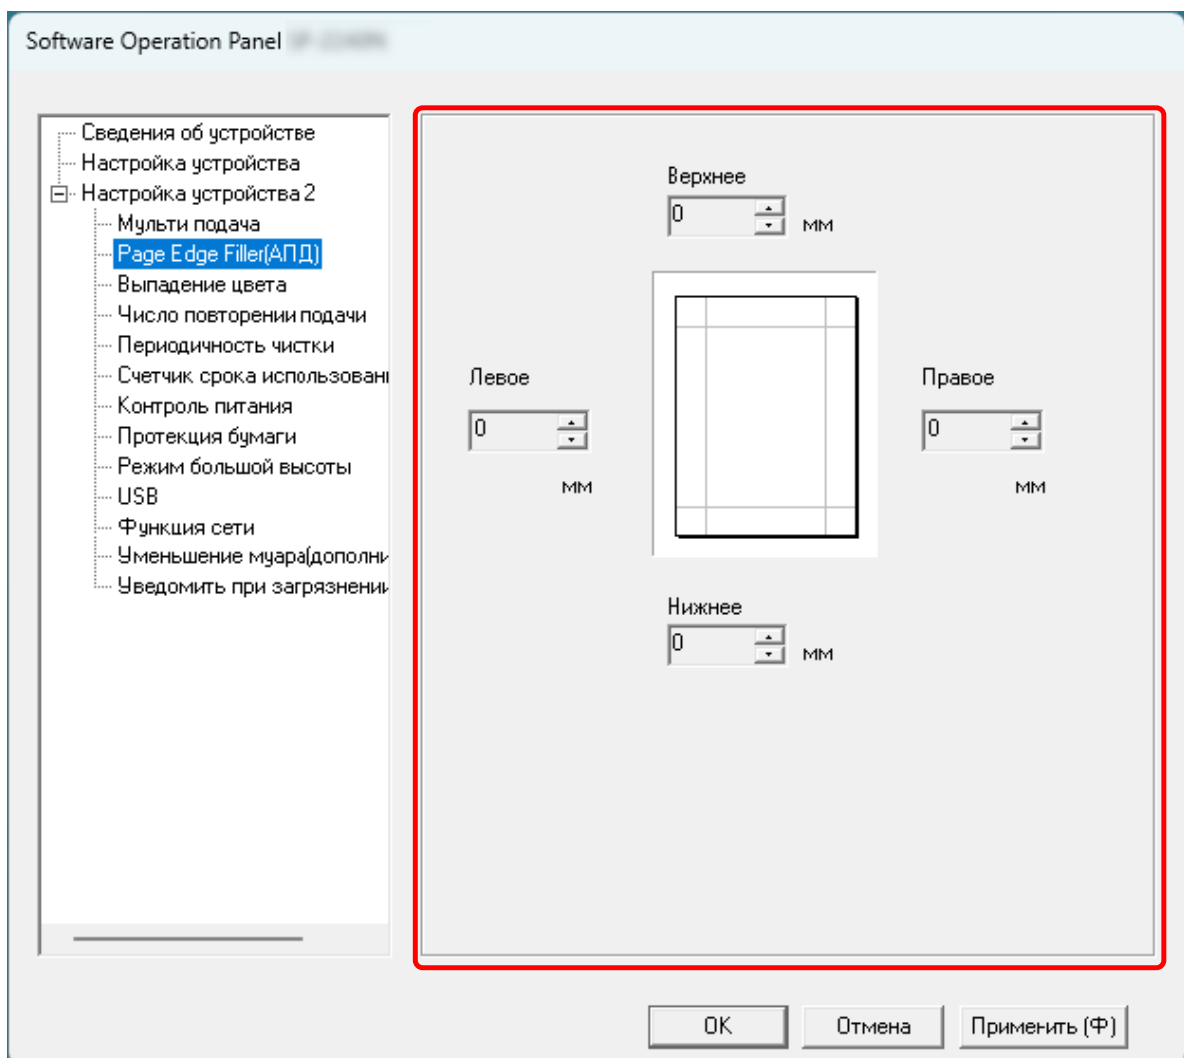 Software Operation Panel
Сведения об устройстве
Настройка устройства
Настройка устройства 2
Мульти подача
Page Edge Filler(АПД)
Выпадение цвета
Число повторении подачи
Периодичность чистки
Счетчик срока использован
Контроль питания
Протекция бумаги
Режим большой высоты
USB
Функция сети
Уменьшение муара(дополни
Уведомить при загрязнении
Верхнее
0 мм
Левое
0
мм
Правое
0
мм
Нижнее
0 мм
OK Отмена Применить (Ф)